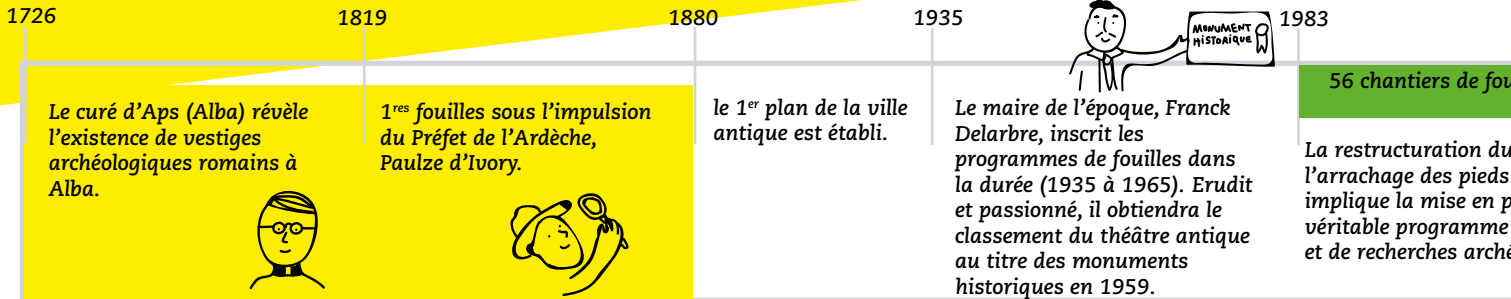 1726
1819
1880
1935
1983
MONUMENT
HISTORIQUE
Le curé d'Aps (Alba) révèle
l'existence de vestiges
archéologiques romains à
Alba.
1res fouilles sous l'impulsion
du Préfet de l'Ardèche,
Paulze d'Ivory.
le 1er plan de la ville
antique est établi.
Le maire de l'époque, Franck
Delarbre, inscrit les
programmes de fouilles dans
la durée (1935 à 1965). Erudit
et passionné, il obtiendra le
classement du théâtre antique
au titre des monuments
historiques en 1959.
56 chantiers de fou
La restructuration du
l'arrachage des pieds
implique la mise en p
véritable programme
et de recherches arché